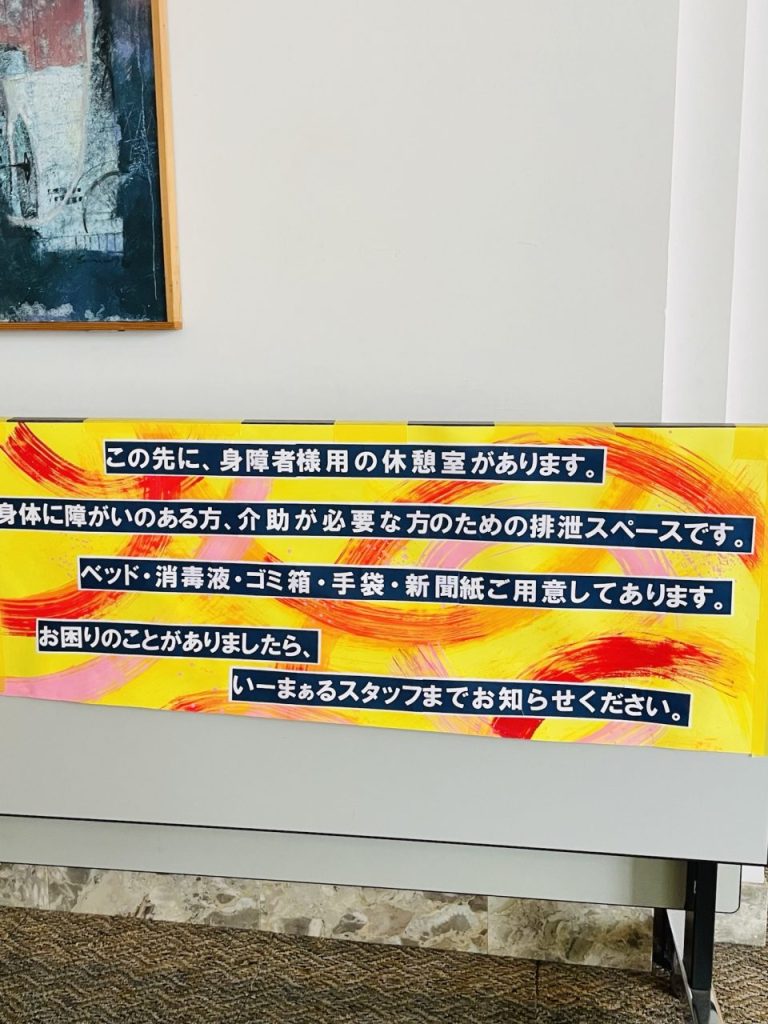 この先に、身障者様用の休憩室があります。
身体に障がいのある方、介助が必要な方のための排泄スペースです。
ベッド・消毒液・ゴミ箱・手袋・新聞紙ご用意してあります。
お困りのことがありましたら、
いーまぁるスタッフまでお知らせください。